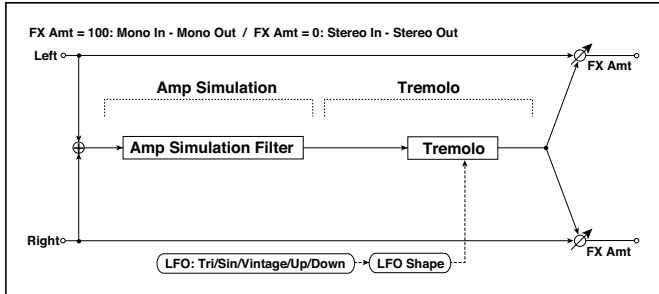 FX Amt = 100: Mono In - Mono Out / FX Amt = 0: Stereo In - Stereo Out
Left
FX Amt
Amp Simulation
Tremolo
Amp Simulation Filter
Tremolo
Right
FX Amt
LFO: Tri/Sin/Vintage/Up/Down
LFO Shape